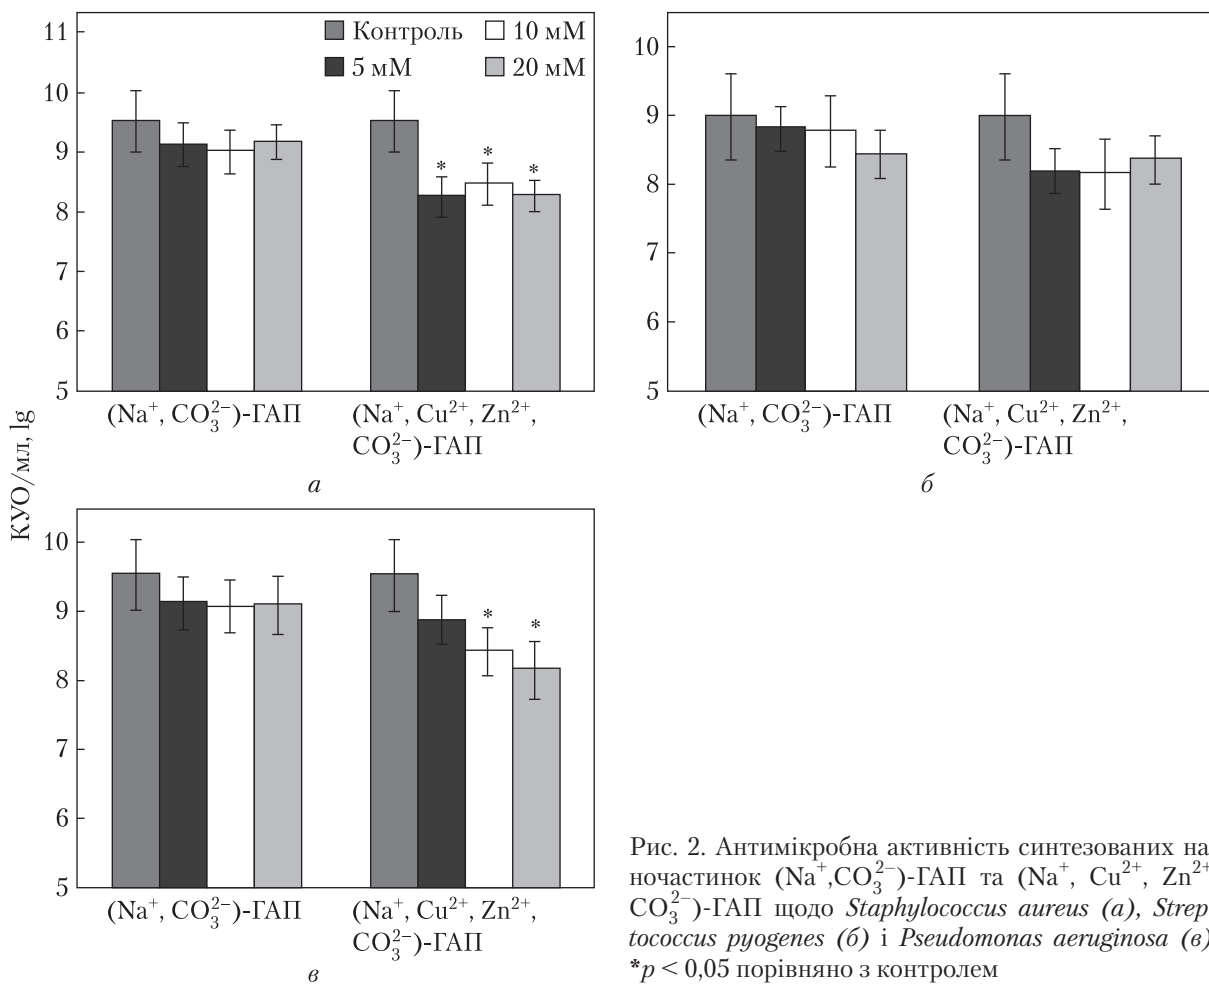 КУО/мл, lg
11
10
9
8
7
6
5
Контроль
10 мМ
5 мМ
20 мМ
*
*
*
(Na⁺, CO₃²⁻)-ГАП
(Na⁺, Cu²⁺, Zn²⁺,
CO₃²⁻)-ГАП
а
10
9
8
7
6
5
(Na⁺, CO₃²⁻)-ГАП
(Na⁺, Cu²⁺, Zn²⁺,
CO₃²⁻)-ГАП
б
10
9
8
7
6
5
*
*
(Na⁺, CO₃²⁻)-ГАП
(Na⁺, Cu²⁺, Zn²⁺,
CO₃²⁻)-ГАП
в
Рис. 2. Антимікробна активність синтезованих на
ночастинок (Na⁺,CO₃²⁻)-ГАП та (Na⁺, Cu²⁺, Zn²⁺
CO₃²⁻)-ГАП щодо Staphylococcus aureus (а), Strep
tococcus pyogenes (б) і Pseudomonas aeruginosa (в)
*p < 0,05 порівняно з контролем